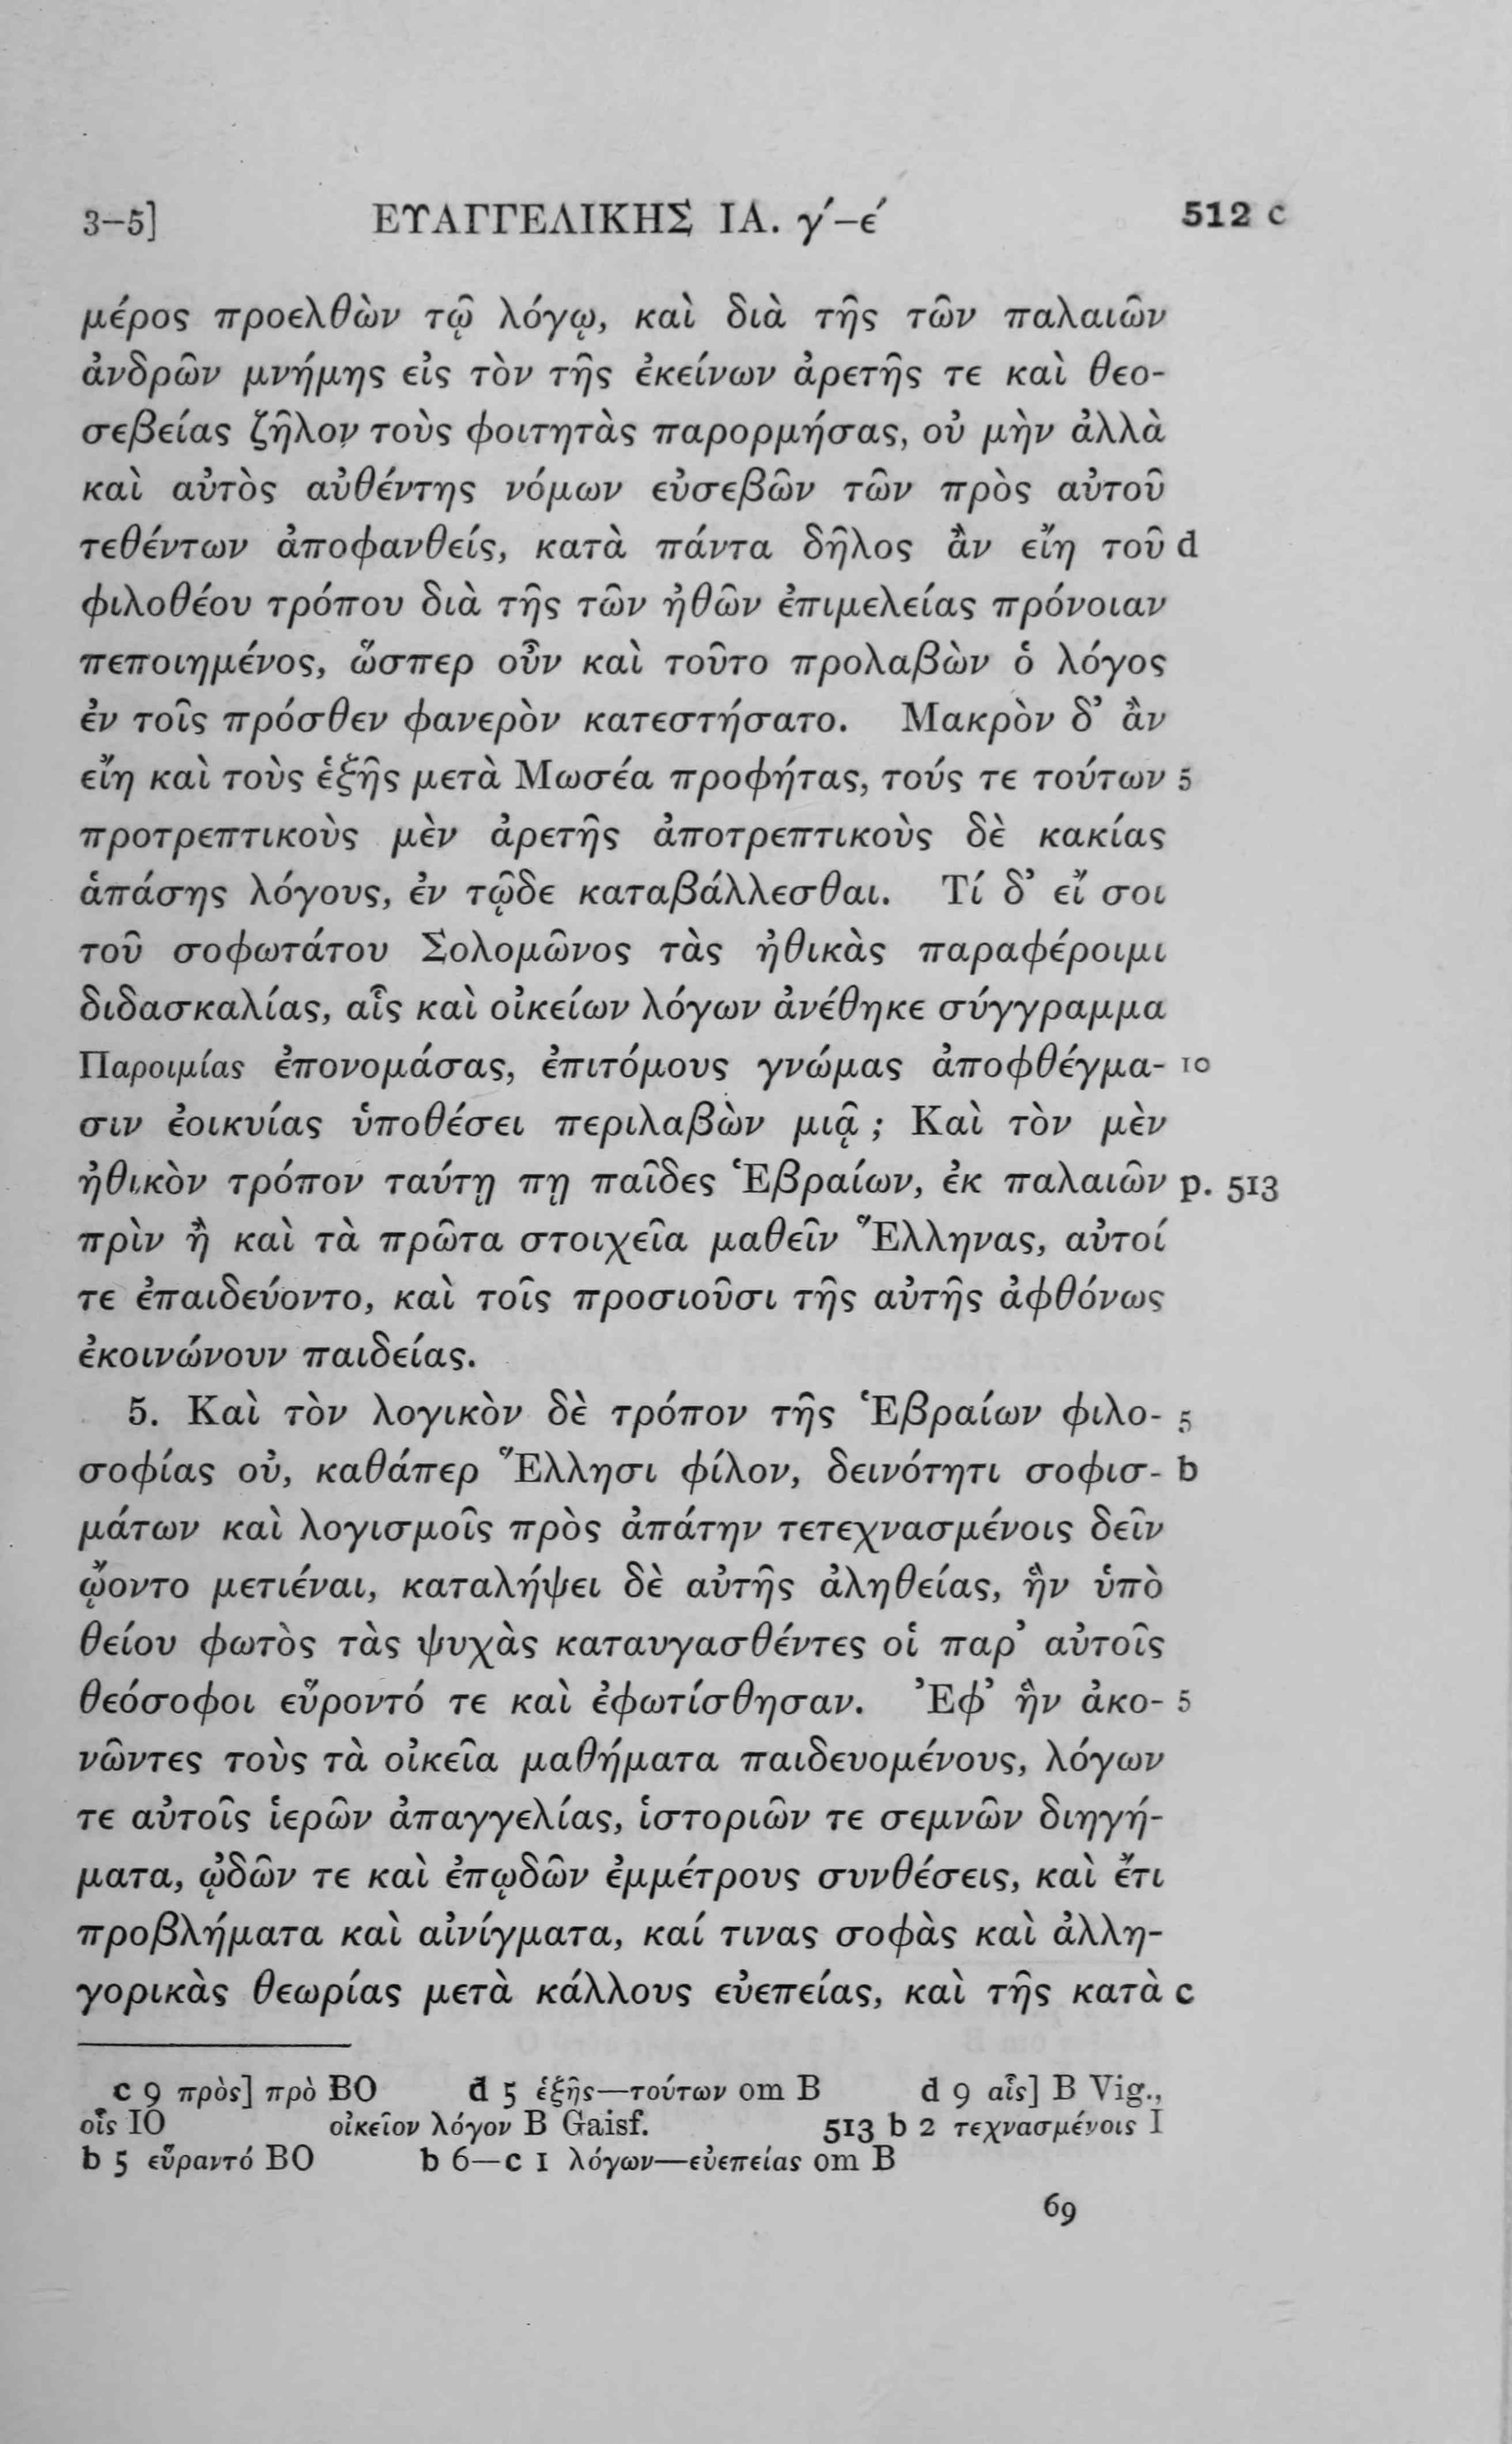 3–5] ΕΥΑΓΓΕΛΙΚΗΣ ΙΑ. γ´–ε´ 512 c
μέρος προελθὼν τῷ λόγῳ, καὶ διὰ τῆς τῶν παλαιῶν
ἀνδρῶν μνήμης εἰς τὸν τῆς ἐκείνων ἀρετῆς τε καὶ θεο-
σεβείας ζῆλον τοὺς φοιτητὰς παρορμήσας, οὐ μὴν ἀλλὰ
καὶ αὐτὸς αὐθέντης νόμων εὐσεβῶν τῶν πρὸς αὐτοῦ
τεθέντων ἀποφανθείς, κατὰ πάντα δῆλος ἂν εἴη τοῦ d
φιλοθέου τρόπου διὰ τῆς τῶν ἠθῶν ἐπιμελείας πρόνοιαν
πεποιημένος, ὥσπερ οὖν καὶ τοῦτο προλαβὼν ὁ λόγος
ἐν τοῖς πρόσθεν φανερὸν κατεστήσατο. Μακρὸν δ’ ἂν
εἴη καὶ τοὺς ἑξῆς μετὰ Μωσέα προφήτας, τούς τε τούτων 5
προτρεπτικοὺς μὲν ἀρετῆς ἀποτρεπτικοὺς δὲ κακίας
ἁπάσης λόγους, ἐν τῷδε καταβάλλεσθαι. Τί δ’ εἴ σοι
τοῦ σοφωτάτου Σολομῶνος τὰς ἠθικὰς παραφέροιμι
διδασκαλίας, αἷς καὶ οἰκείων λόγων ἀνέθηκε σύγγραμμα
Παροιμίας ἐπονομάσας, ἐπιτόμους γνώμας ἀποφθέγμα- 10
σιν ἐοικυίας ὑποθέσει περιλαβὼν μιᾷ ; Καὶ τὸν μὲν
ἠθικὸν τρόπον ταύτῃ πῃ παῖδες Ἑβραίων, ἐκ παλαιῶν p. 513
πρὶν ἢ καὶ τὰ πρῶτα στοιχεῖα μαθεῖν Ἕλληνας, αὐτοί
τε ἐπαιδεύοντο, καὶ τοῖς προσιοῦσι τῆς αὐτῆς ἀφθόνως
ἐκοινώνουν παιδείας.
5. Καὶ τὸν λογικὸν δὲ τρόπον τῆς Ἑβραίων φιλο- 5
σοφίας οὐ, καθάπερ Ἕλλησι φίλον, δεινότητι σοφισ- b
μάτων καὶ λογισμοῖς πρὸς ἀπάτην τετεχνασμένοις δεῖν
ᾤοντο μετιέναι, καταλήψει δὲ αὐτῆς ἀληθείας, ἣν ὑπὸ
θείου φωτὸς τὰς ψυχὰς καταυγασθέντες οἱ παρ’ αὐτοῖς
θεόσοφοι εὕροντό τε καὶ ἐφωτίσθησαν. Ἐφ’ ἣν ἀκο- 5
νῶντες τοὺς τὰ οἰκεῖα μαθήματα παιδευομένους, λόγων
τε αὐτοῖς ἱερῶν ἀπαγγελίας, ἱστοριῶν τε σεμνῶν διηγή-
ματα, ᾠδῶν τε καὶ ἐπῳδῶν ἐμμέτρους συνθέσεις, καὶ ἔτι
προβλήματα καὶ αἰνίγματα, καί τινας σοφὰς καὶ ἀλλη-
γορικὰς θεωρίας μετὰ κάλλους εὐεπείας, καὶ τῆς κατὰ c
c 9 πρὸς] πρὸ BO d 5 ἑξῆς—τούτων om B d 9 αἷς] B Vig.,
οἷς IO οἰκεῖον λόγον B Gaisf. 513 b 2 τεχνασμένοις I
b 5 εὕραντό BO b 6—c 1 λόγων—εὐεπείας om B
69